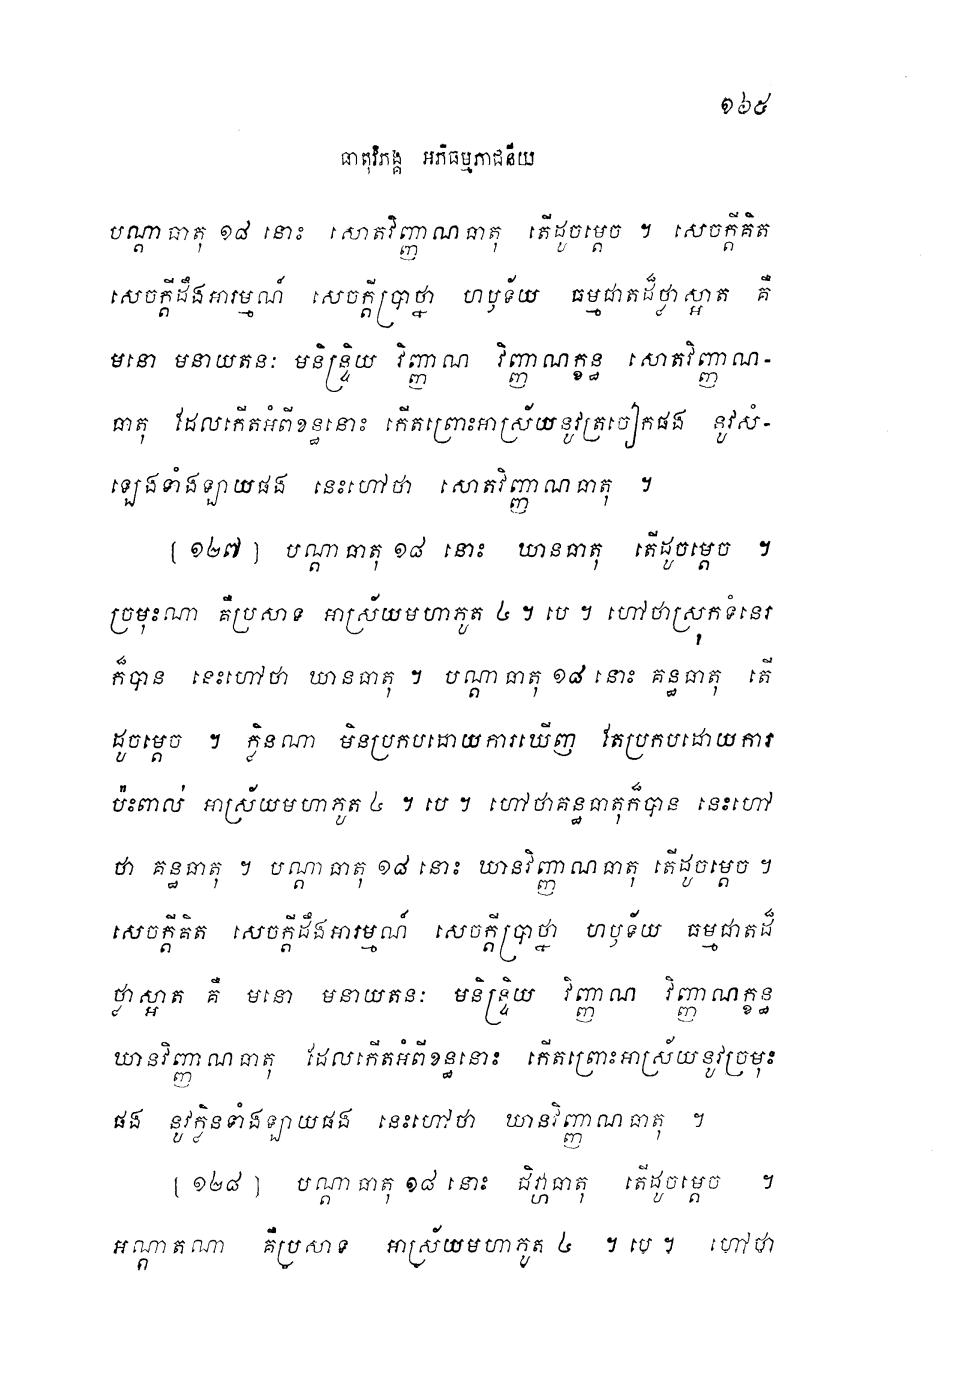 ១៦៥
ធាតុវិភង្គ អភិធម្មភាជនីយ
បណ្តាធាតុ ១៨ នោះ សោតវិញ្ញាណធាតុ តើដូចម្តេច ។ សេចក្តីគិត
សេចក្តីដឹងអារម្មណ៍ សេចក្តីប្រាថ្នា ហឫទ័យ ធម្មជាតដ៏ថ្លាស្អាត គឺ
មនោ មនាយតនៈ មនិន្ទ្រិយ វិញ្ញាណ វិញ្ញាណក្ខន្ធ សោតវិញ្ញាណ-
ធាតុ ដែលកើតអំពីខន្ធនោះ កើតព្រោះអាស្រ័យនូវត្រចៀកផង នូវសំ-
ឡេងទាំងឡាយផង នេះហៅថា សោតវិញ្ញាណធាតុ ។
[ ១២៧ ] បណ្តាធាតុ ១៨ នោះ ឃានធាតុ តើដូចម្តេច ។
ច្រមុះណា គឺប្រសាទ អាស្រ័យមហាភូត ៤ ។ បេ ។ ហៅថាស្រុកទំនេរ
ក៏បាន នេះហៅថា ឃានធាតុ ។ បណ្តាធាតុ ១៨ នោះ គន្ធធាតុ តើ
ដូចម្តេច ។ ក្លិនណា មិនប្រកបដោយការឃើញ តែប្រកបដោយការ
ប៉ះពាល់ អាស្រ័យមហាភូត ៤ ។ បេ ។ ហៅថាគន្ធធាតុក៏បាន នេះហៅ
ថា គន្ធធាតុ ។ បណ្តាធាតុ ១៨ នោះ ឃានវិញ្ញាណធាតុ តើដូចម្តេច ។
សេចក្តីគិត សេចក្តីដឹងអារម្មណ៍ សេចក្តីប្រាថ្នា ហឫទ័យ ធម្មជាតដ៏
ថ្លាស្អាត គឺ មនោ មនាយតនៈ មនិន្ទ្រិយ វិញ្ញាណ វិញ្ញាណក្ខន្ធ
ឃានវិញ្ញាណធាតុ ដែលកើតអំពីខន្ធនោះ កើតព្រោះអាស្រ័យនូវច្រមុះ
ផង នូវក្លិនទាំងឡាយផង នេះហៅថា ឃានវិញ្ញាណធាតុ ។
[ ១២៨ ] បណ្តាធាតុ ១៨ នោះ ជិវ្ហាធាតុ តើដូចម្តេច ។
អណ្តាតណា គឺប្រសាទ អាស្រ័យមហាភូត ៤ ។ បេ ។ ហៅថា